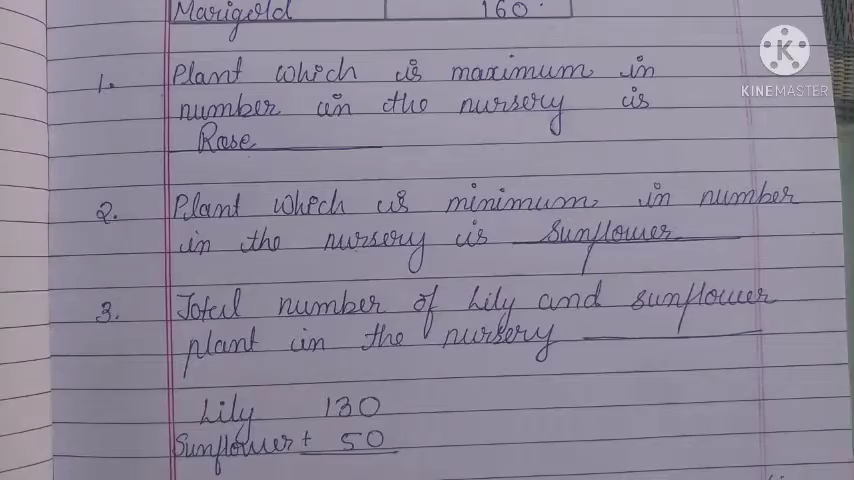 Marigold 160
K
KINEMASTER
1. Plant which is maximum in
number in the nursery is
Rose
2. Plant which is minimum in number
in the nursery is Sunflower
3. Total number of Lily and sunflower
plant in the nursery
Lily 130
Sunflower + 50